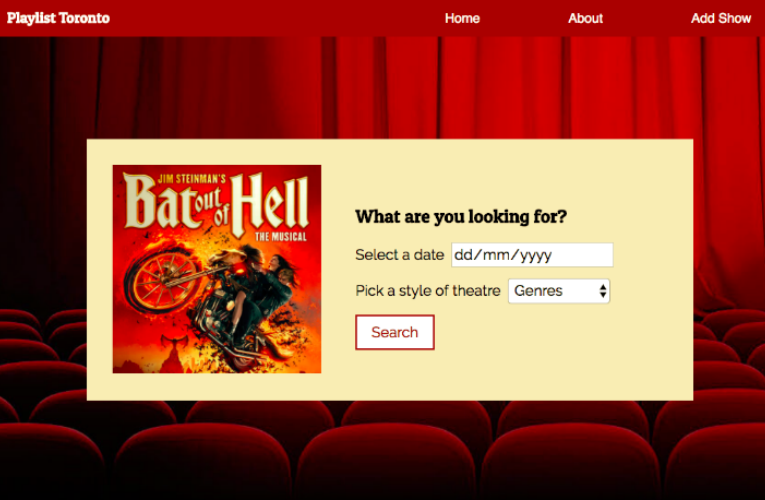 Playlist Toronto
Home
About
Add Show
JIM STEINMAN'S
Bat out of Hell
THE MUSICAL
What are you looking for?
Select a date dd/mm/yyyy
Pick a style of theatre Genres
Search